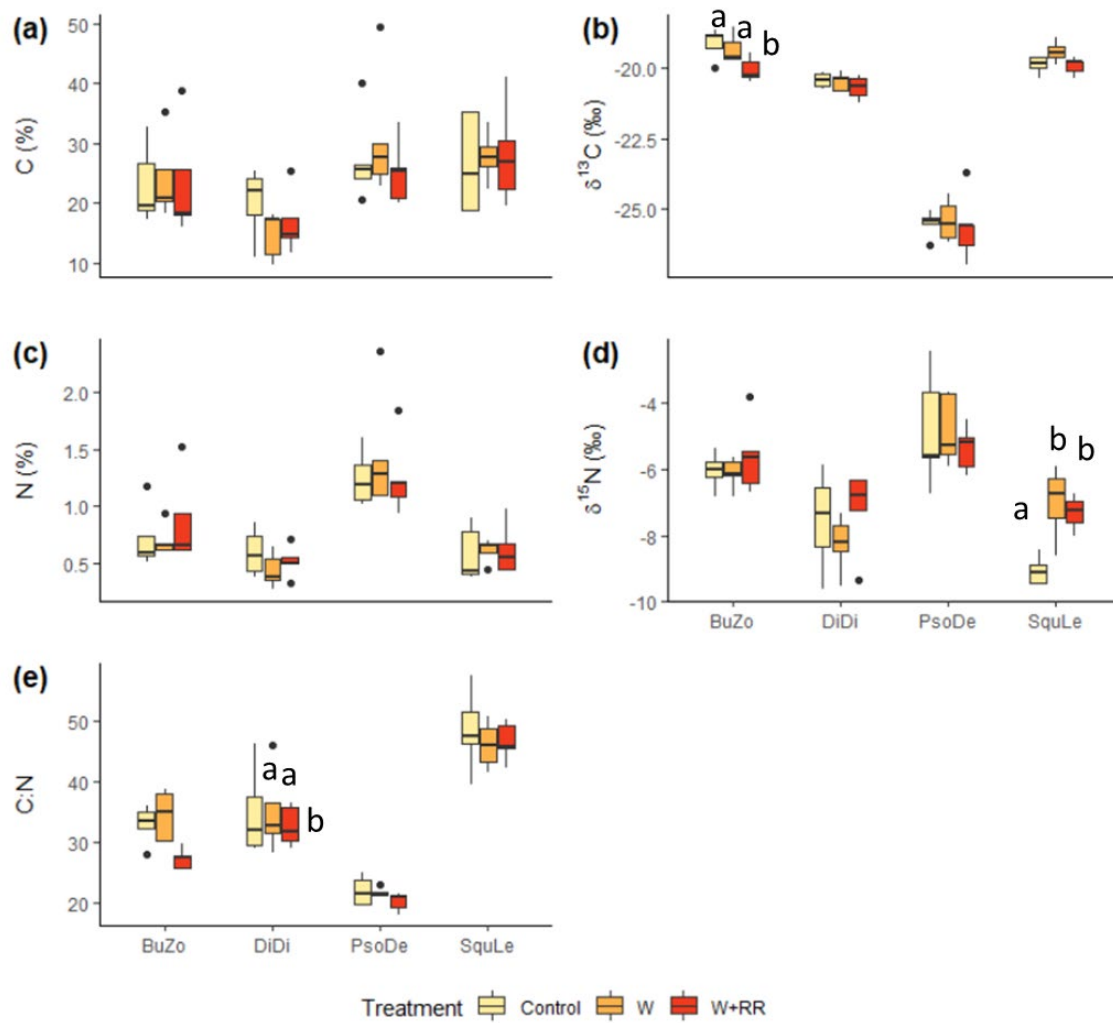 (a)
C (%)
50
40
30
20
10
(b)
δ13C (‰)
-20.0
-22.5
-25.0
a
a
b
(c)
N (%)
2.0
1.5
1.0
0.5
(d)
δ15N (‰)
-4
-6
-8
-10
a
b
b
BuZo DiDi PsoDe SquLe
(e)
C:N
50
40
30
20
a
a
b
BuZo DiDi PsoDe SquLe
Treatment Control W W+RR